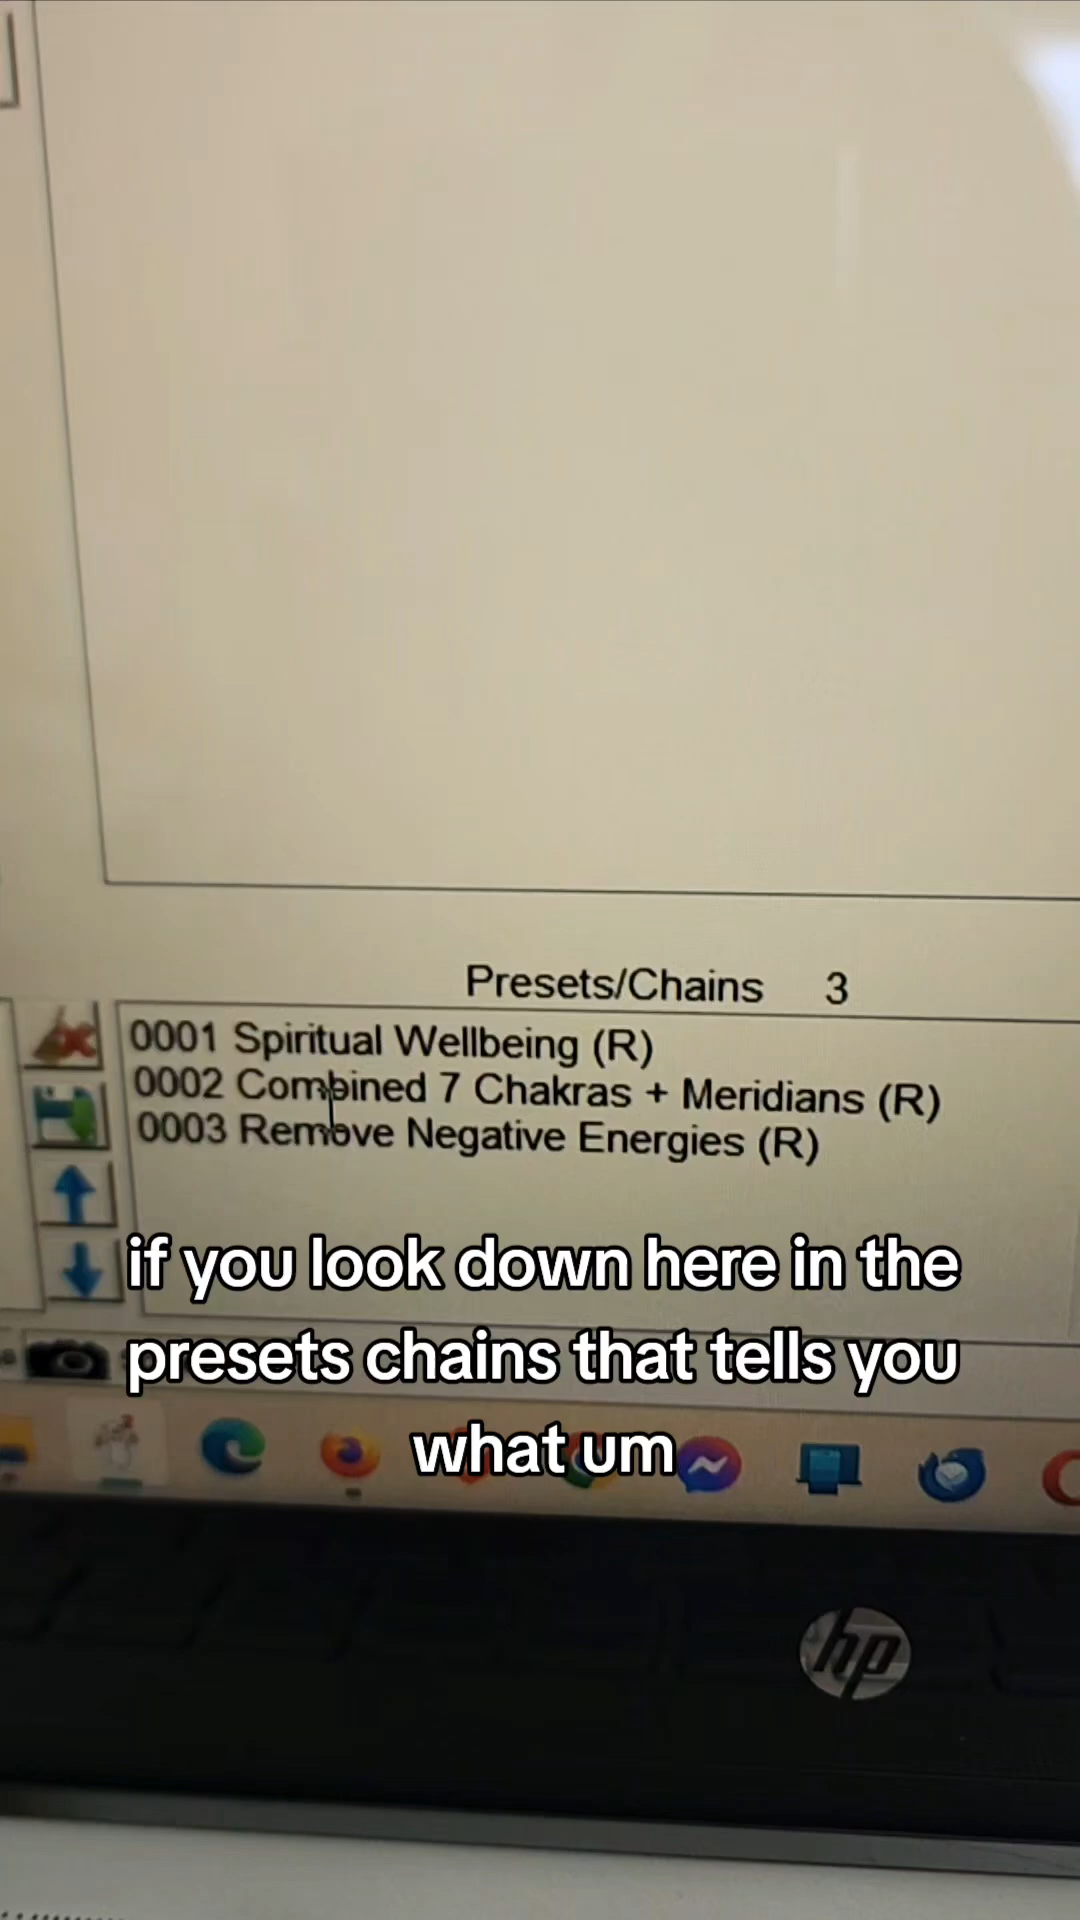 Presets/Chains 3
0001 Spiritual Wellbeing (R)
0002 Combined 7 Chakras + Meridians (R)
0003 Remove Negative Energies (R)
if you look down here in the
presets chains that tells you
what um
hp